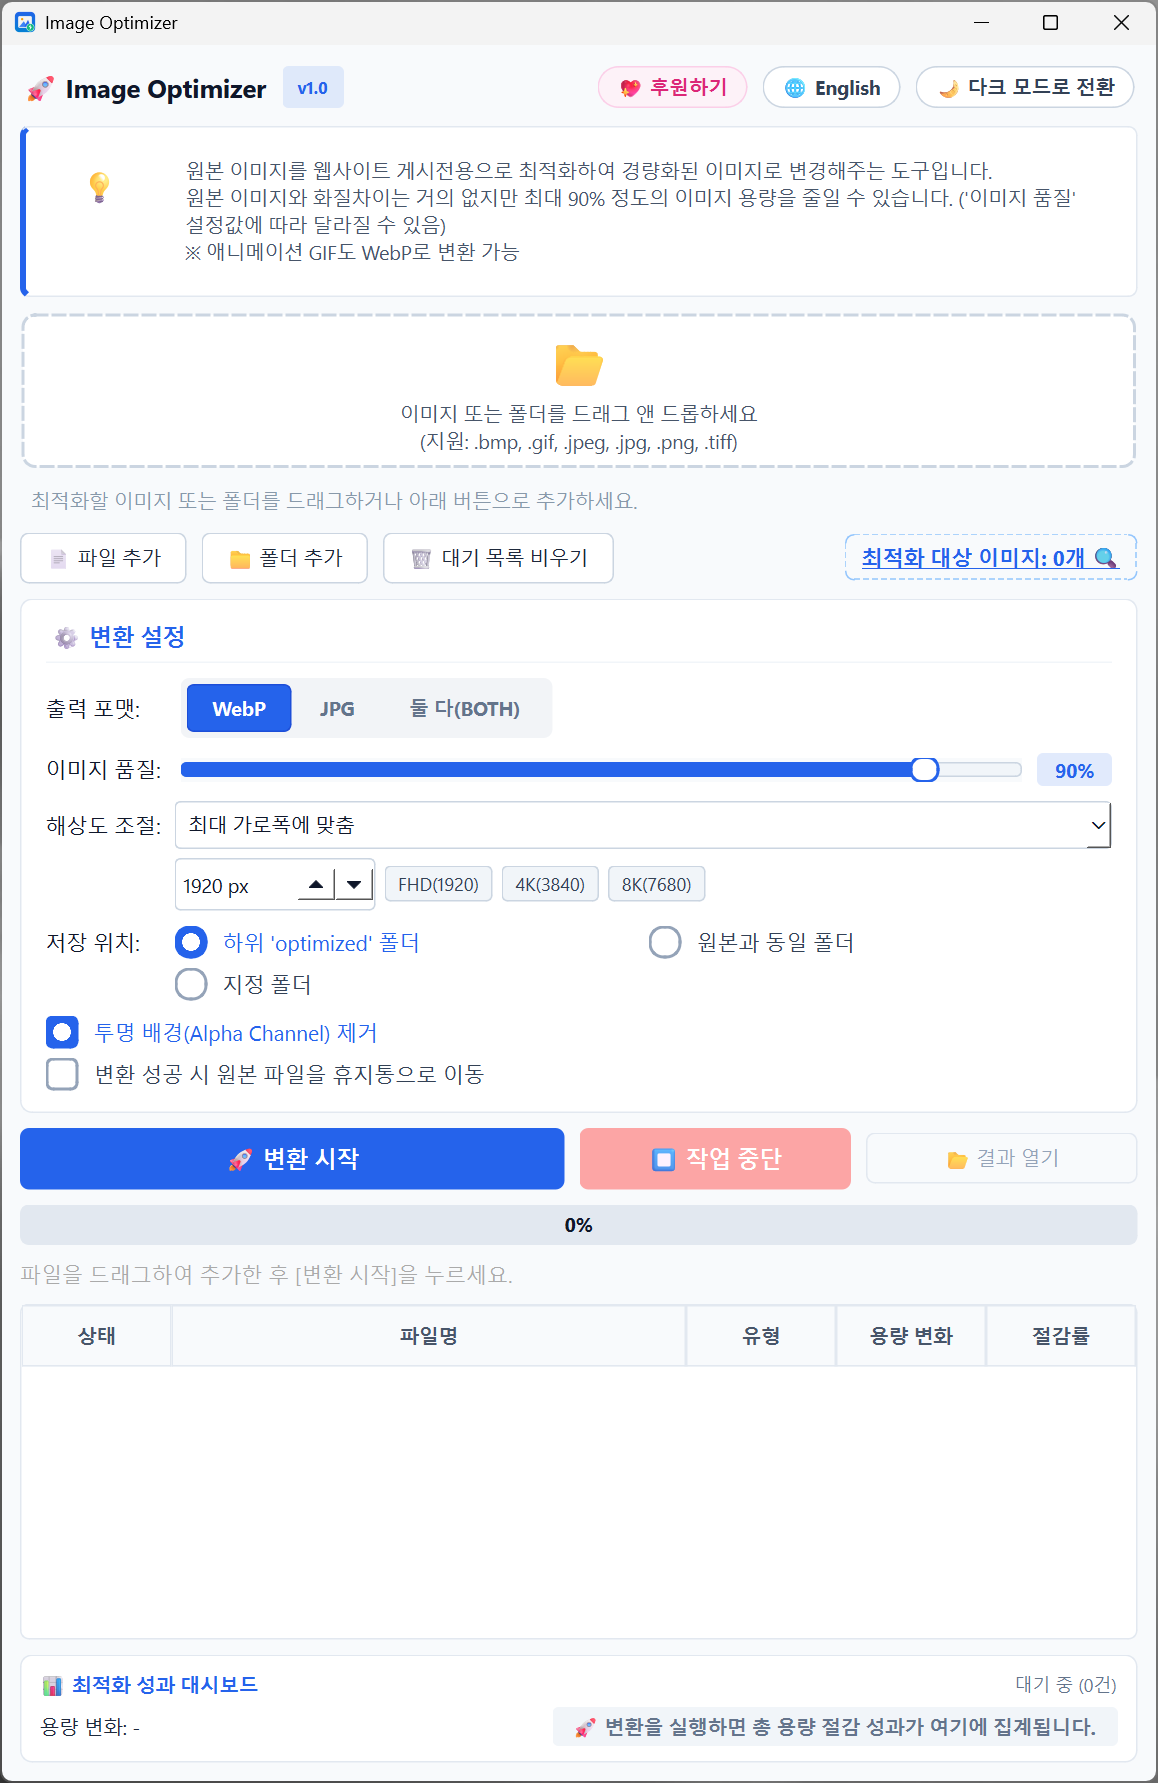 Image Optimizer
Image Optimizer v1.0 후원하기 English 다크 모드로 전환
원본 이미지를 웹사이트 게시전용으로 최적화하여 경량화된 이미지로 변경해주는 도구입니다.
원본 이미지와 화질차이는 거의 없지만 최대 90% 정도의 이미지 용량을 줄일 수 있습니다. ('이미지 품질'
설정값에 따라 달라질 수 있음)
※ 애니메이션 GIF도 WebP로 변환 가능
이미지 또는 폴더를 드래그 앤 드롭하세요
(지원: .bmp, .gif, .jpeg, .jpg, .png, .tiff)
최적화할 이미지 또는 폴더를 드래그하거나 아래 버튼으로 추가하세요.
파일 추가 폴더 추가 대기 목록 비우기 최적화 대상 이미지: 0개
변환 설정
출력 포맷: WebP JPG 둘 다(BOTH)
이미지 품질: 90%
해상도 조절: 최대 가로폭에 맞춤
1920 px FHD(1920) 4K(3840) 8K(7680)
저장 위치: 하위 'optimized' 폴더 원본과 동일 폴더
지정 폴더
투명 배경(Alpha Channel) 제거
변환 성공 시 원본 파일을 휴지통으로 이동
변환 시작 작업 중단 결과 열기
0%
파일을 드래그하여 추가한 후 [변환 시작]을 누르세요.
상태 파일명 유형 용량 변화 절감률
최적화 성과 대시보드 대기 중 (0건)
용량 변화: - 변환을 실행하면 총 용량 절감 성과가 여기에 집계됩니다.